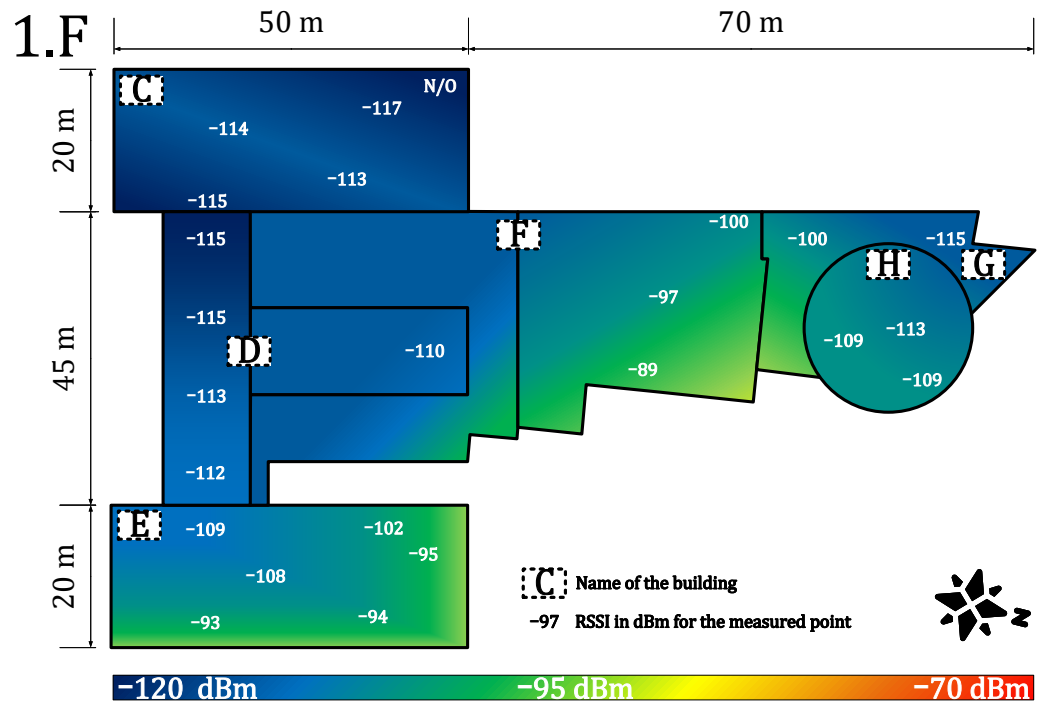 1.F
50 m
70 m
20 m
45 m
20 m
C
N/O
−117
−114
−113
−115
−115
−115
D
−110
−113
−112
F
−100
−97
−89
−100
−115
H
G
−109
−113
−109
E
−109
−102
−95
−108
−93
−94
C Name of the building
−97 RSSI in dBm for the measured point
N
−120 dBm
−95 dBm
−70 dBm